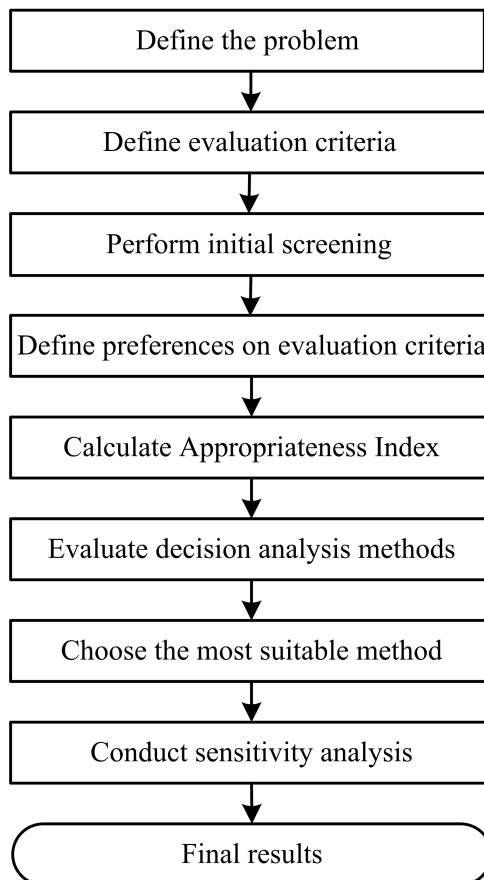 Define the problem
Define evaluation criteria
Perform initial screening
Define preferences on evaluation criteria
Calculate Appropriateness Index
Evaluate decision analysis methods
Choose the most suitable method
Conduct sensitivity analysis
Final results